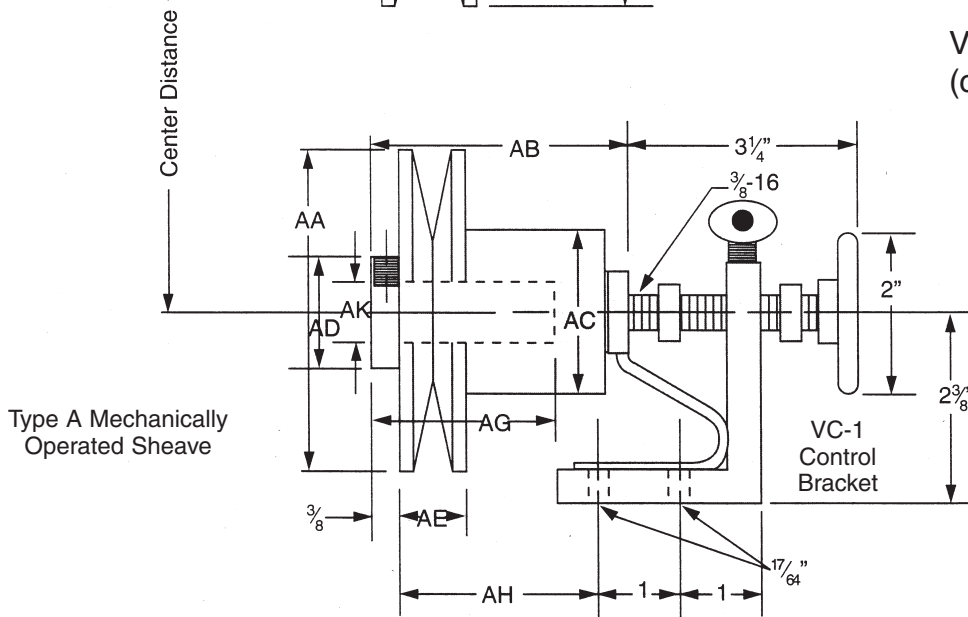 Center Distance
V
(c
AB
3¼"
⅜-16
AA
2"
AK
AC
AD
2⅜"
Type A Mechanically
Operated Sheave
AG
VC-1
Control
Bracket
⅜
AE
17/64"
AH
1
1